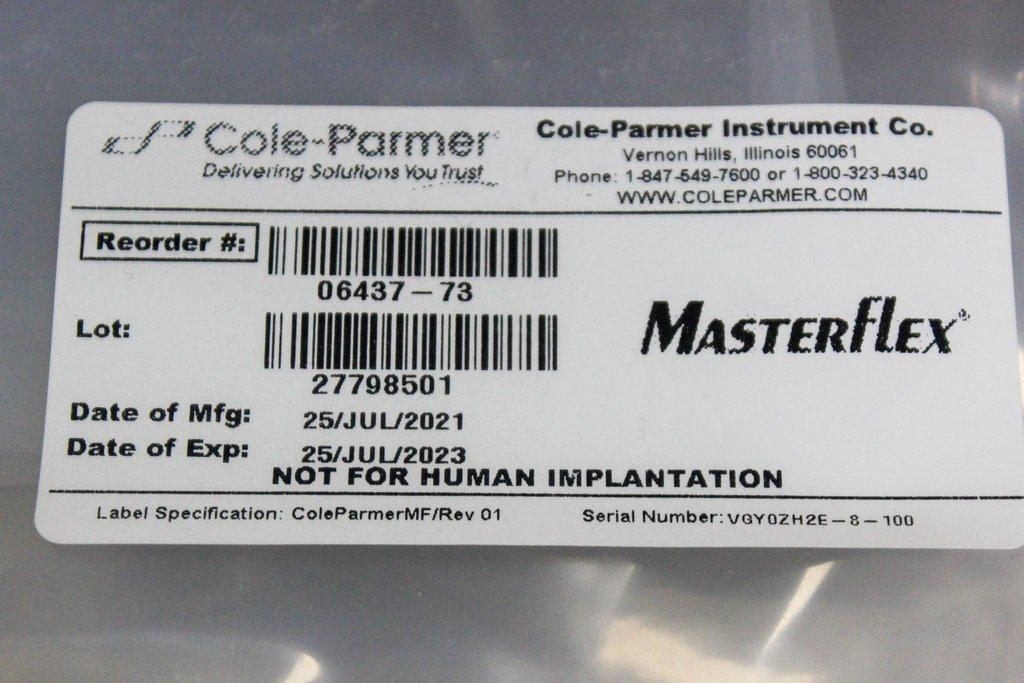 Cole-Parmer
Delivering Solutions You Trust
Cole-Parmer Instrument Co.
Vernon Hills, Illinois 60061
Phone: 1-847-549-7600 or 1-800-323-4340
WWW.COLEPARMER.COM
Reorder #:
06437-73
Lot:
27798501
MASTERFLEX®
Date of Mfg: 25/JUL/2021
Date of Exp: 25/JUL/2023
NOT FOR HUMAN IMPLANTATION
Label Specification: ColeParmerMF/Rev 01
Serial Number: VGY0ZH2E-8-100